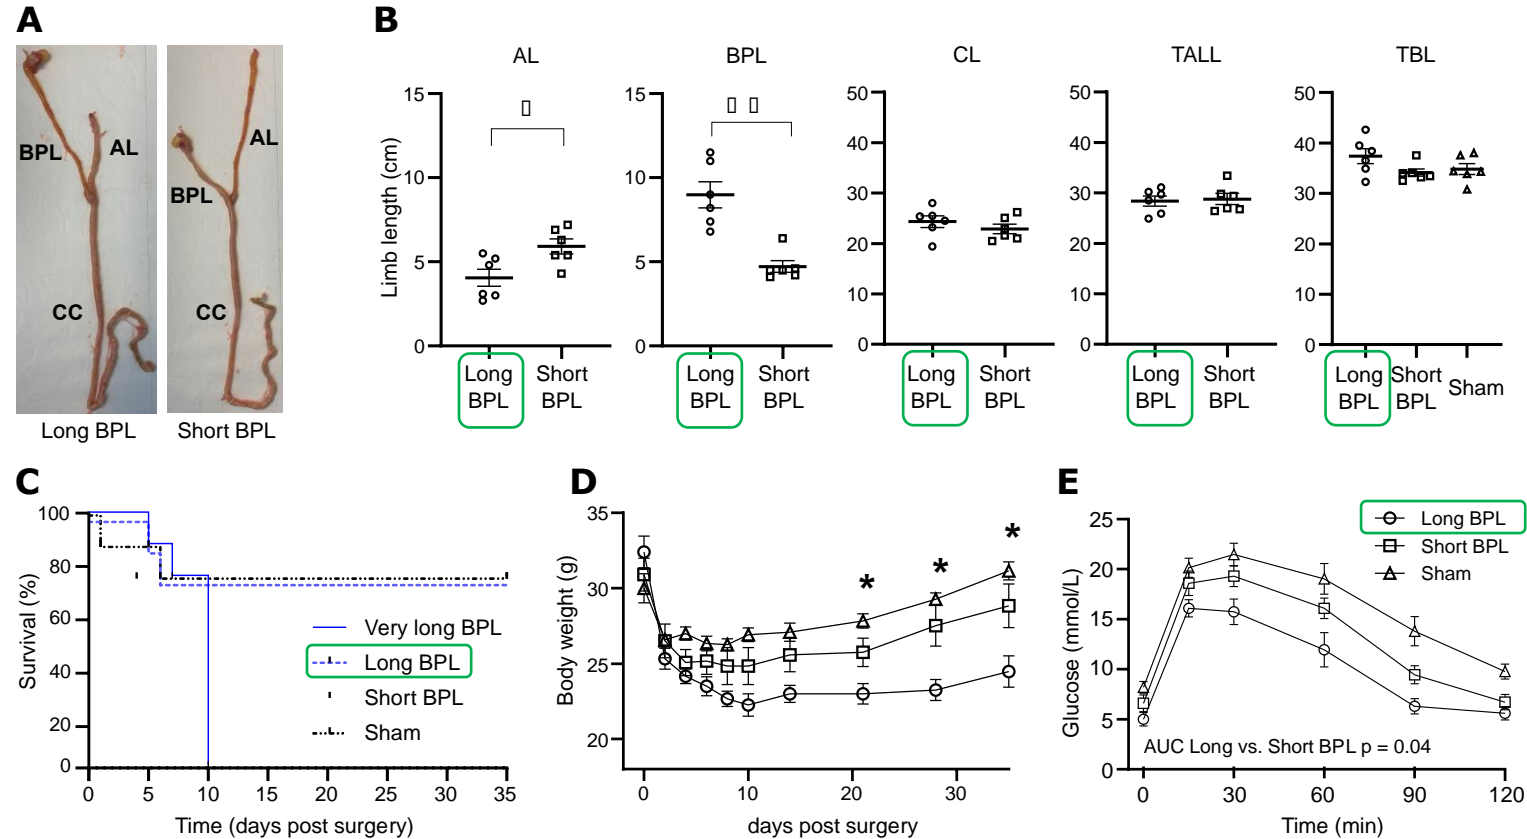 A
BPL
AL
CC
Long BPL
AL
BPL
CC
Short BPL
B
Limb length (cm)
AL
15
10
5
0
Long
BPL
Short
BPL
BPL
15
10
5
0
Long
BPL
Short
BPL
CL
50
40
30
20
10
0
Long
BPL
Short
BPL
TALL
50
40
30
20
10
0
Long
BPL
Short
BPL
TBL
50
40
30
20
10
0
Long
BPL
Short
BPL
Sham
C
Survival (%)
100
80
60
40
20
0
0 5 10 15 20 25 30 35
Time (days post surgery)
Very long BPL
Long BPL
Short BPL
Sham
D
Body weight (g)
35
30
25
20
* * *
0 10 20 30
days post surgery
E
Glucose (mmol/L)
25
20
15
10
5
0
Long BPL
Short BPL
Sham
AUC Long vs. Short BPL p = 0.04
0 30 60 90 120
Time (min)